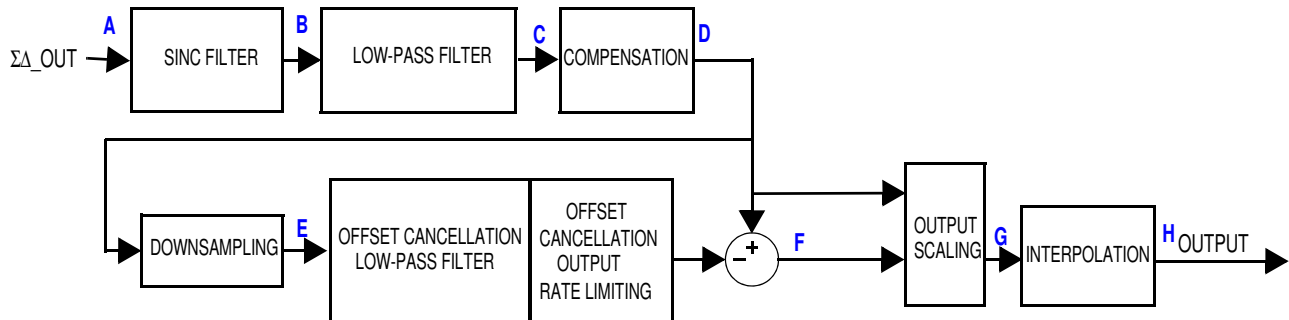 A
B
C
D
ΣΔ_OUT
SINC FILTER
LOW-PASS FILTER
COMPENSATION
DOWNSAMPLING
E
OFFSET CANCELLATION
LOW-PASS FILTER
OFFSET
CANCELLATION
OUTPUT
RATE LIMITING
−
+
F
OUTPUT
SCALING
G
INTERPOLATION
H
OUTPUT